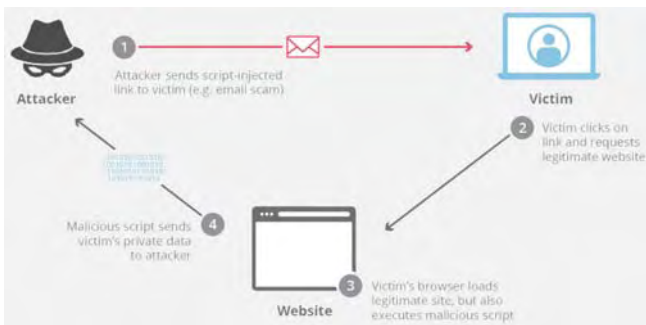 1
Attacker sends script-injected
link to victim (e.g. email scam)
Attacker
Victim
2
Victim clicks on
link and requests
legitimate website
4
Malicious script sends
victim's private data
to attacker
3
Victim's browser loads
legitimate site, but also
executes malicious script
Website